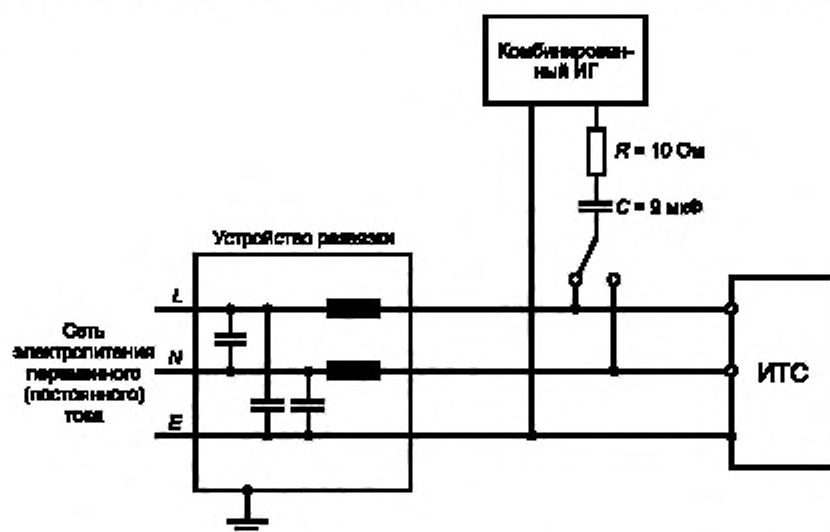 Комбинирован-
ный ИГ
R = 10 Ом
C = 9 мкФ
Устройство развязки
L
Сеть
электропитания
переменного
(постоянного)
тока
N
E
ИТС